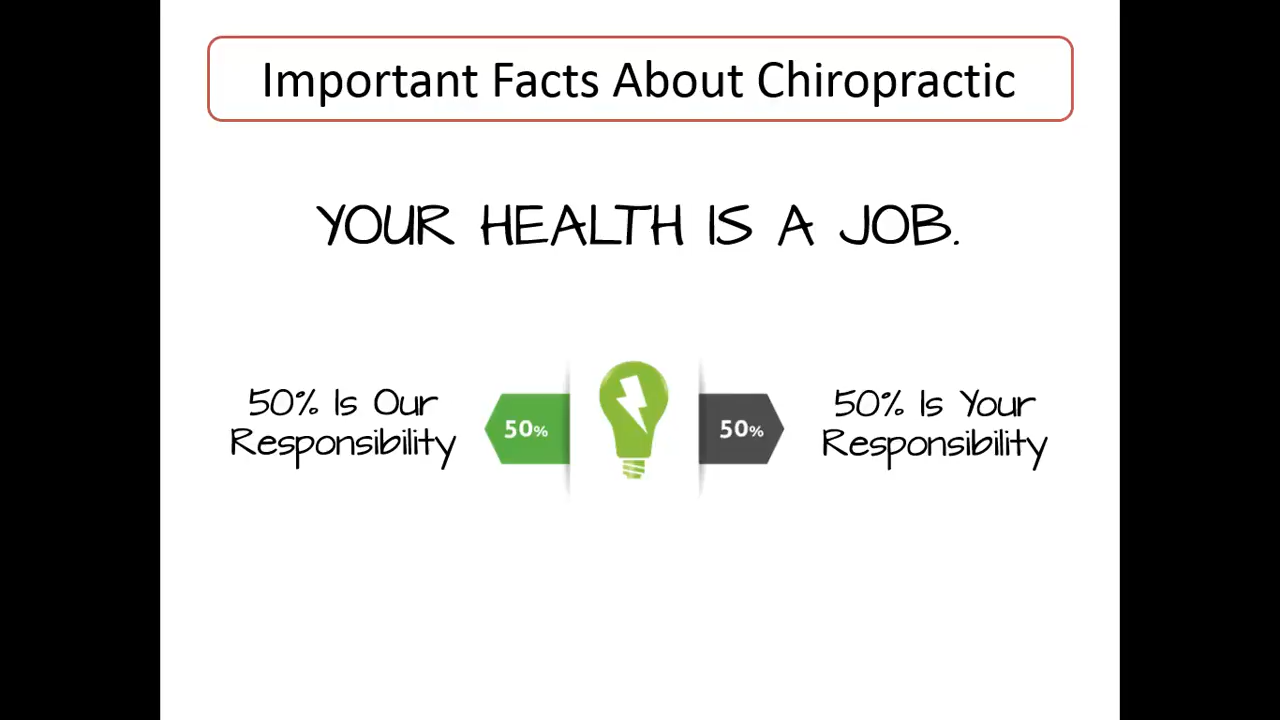 Important Facts About Chiropractic
YOUR HEALTH IS A JOB.
50% Is Our
Responsibility
50%
50%
50% Is Your
Responsibility